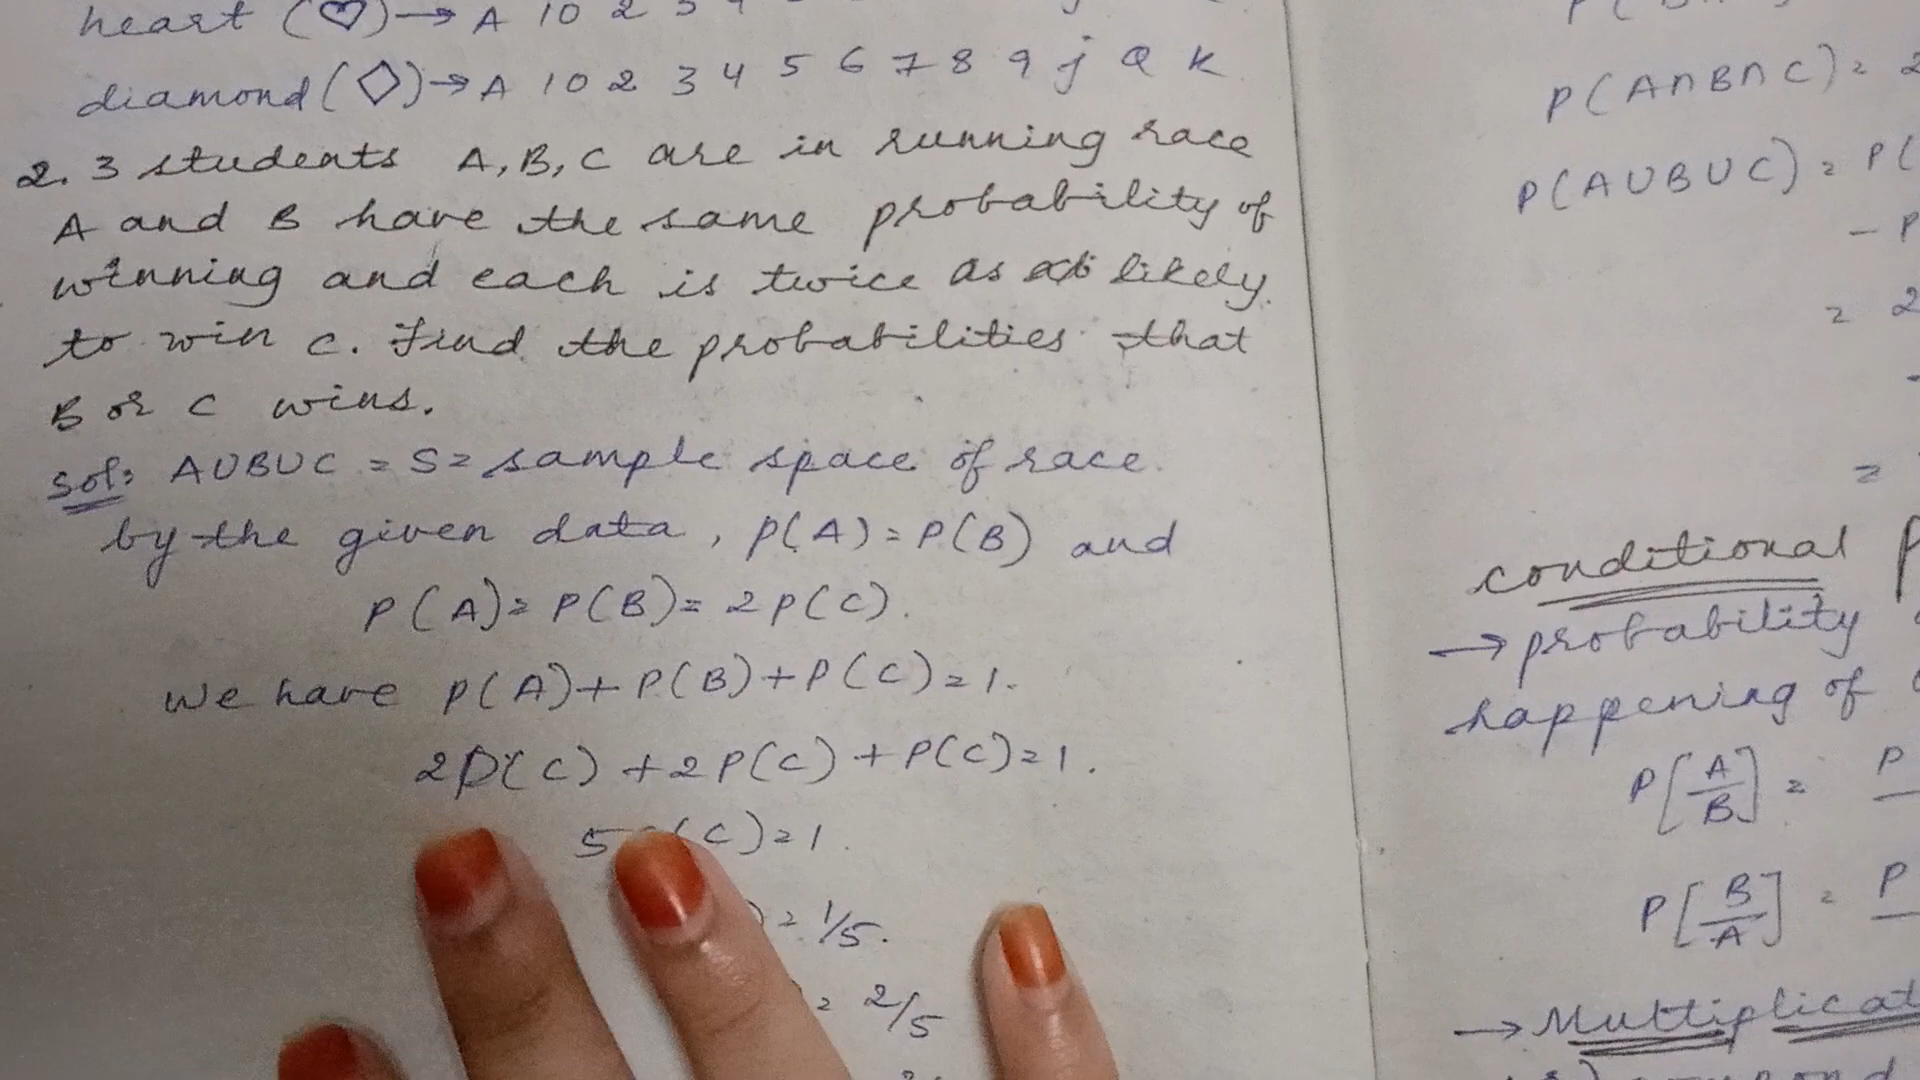 heart (♡)→ A 10 2 3
diamond (◇)→ A 10 2 3 4 5 6 7 8 9 j Q K
2. 3 students A, B, C are in running race
A and B have the same probability of
winning and each is twice as likely
to win C. Find the probabilities that
B or C wins.
Sol: AUBUC = S = sample space of race.
by the given data, P(A) = P(B) and
P(A) = P(B) = 2P(C).
We have P(A)+P(B)+P(C)=1.
2P(C) +2P(C) +P(C)=1.
5 (C)=1.
) = 1/5.
) = 2/5
P(A∩B∩C) = 2
P(AUBUC) = P(
- P
= 2
=
conditional P
→ probability
happening of
P[A/B] = P
P[B/A] = P
→ Multiplicat